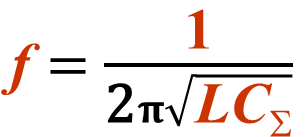 f = 1 / 2π√LC_Σ